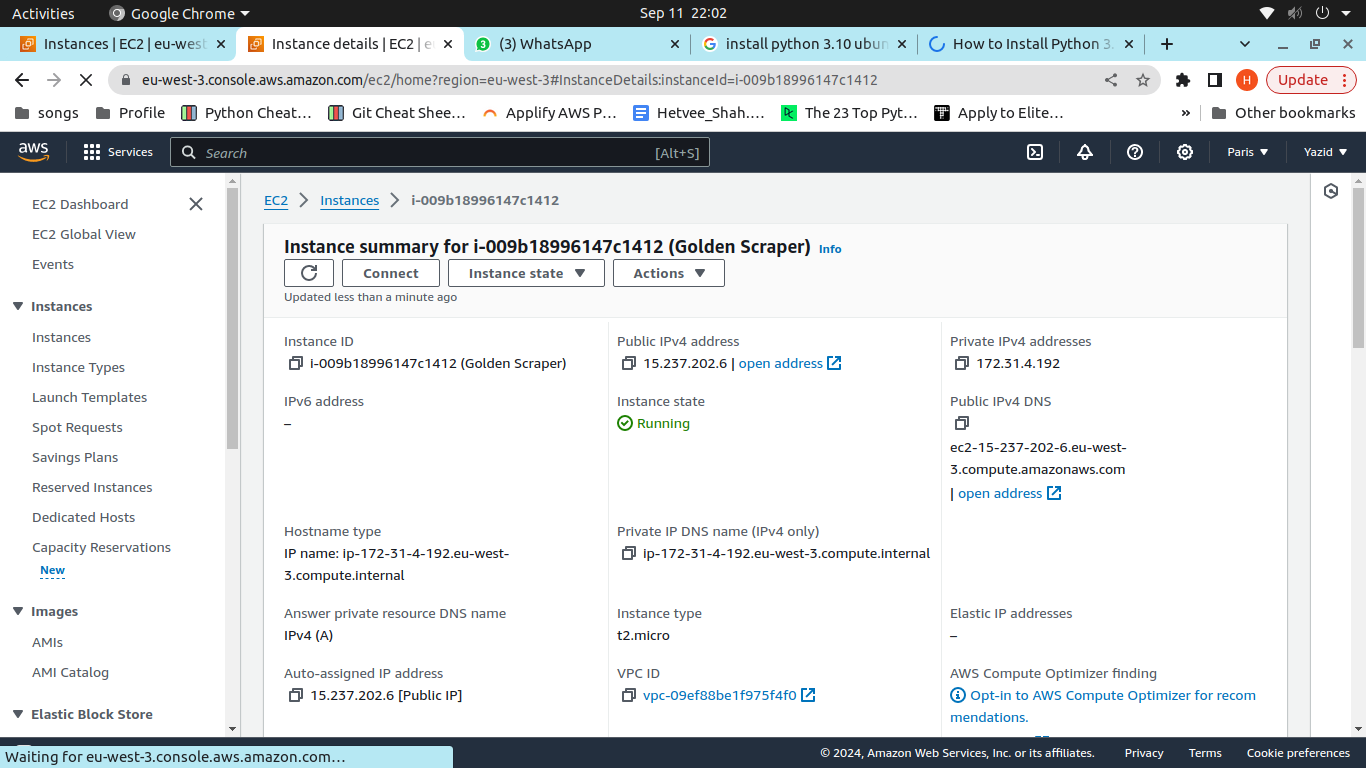 Activities
Google Chrome
Sep 11 22:02
Instances | EC2 | eu-west
Instance details | EC2 | e
(3) WhatsApp
install python 3.10 ubun
How to Install Python 3.
eu-west-3.console.aws.amazon.com/ec2/home?region=eu-west-3#InstanceDetails:instanceId=i-009b18996147c1412
H
Update
songs
Profile
Python Cheat…
Git Cheat Shee…
Applify AWS P…
Hetvee_Shah.…
The 23 Top Pyt…
Apply to Elite…
»
Other bookmarks
aws
Services
Search
[Alt+S]
Paris
Yazid
EC2 Dashboard
EC2 Global View
Events
Instances
Instances
Instance Types
Launch Templates
Spot Requests
Savings Plans
Reserved Instances
Dedicated Hosts
Capacity Reservations
New
Images
AMIs
AMI Catalog
Elastic Block Store
EC2
Instances
i-009b18996147c1412
Instance summary for i-009b18996147c1412 (Golden Scraper) Info
Connect
Instance state
Actions
Updated less than a minute ago
Instance ID
i-009b18996147c1412 (Golden Scraper)
Public IPv4 address
15.237.202.6 | open address
Private IPv4 addresses
172.31.4.192
IPv6 address
–
Instance state
Running
Public IPv4 DNS
ec2-15-237-202-6.eu-west-
3.compute.amazonaws.com
| open address
Hostname type
IP name: ip-172-31-4-192.eu-west-
3.compute.internal
Private IP DNS name (IPv4 only)
ip-172-31-4-192.eu-west-3.compute.internal
Answer private resource DNS name
IPv4 (A)
Instance type
t2.micro
Elastic IP addresses
–
Auto-assigned IP address
15.237.202.6 [Public IP]
VPC ID
vpc-09ef88be1f975f4f0
AWS Compute Optimizer finding
Opt-in to AWS Compute Optimizer for recom
mendations.
Waiting for eu-west-3.console.aws.amazon.com…
© 2024, Amazon Web Services, Inc. or its affiliates.
Privacy
Terms
Cookie preferences